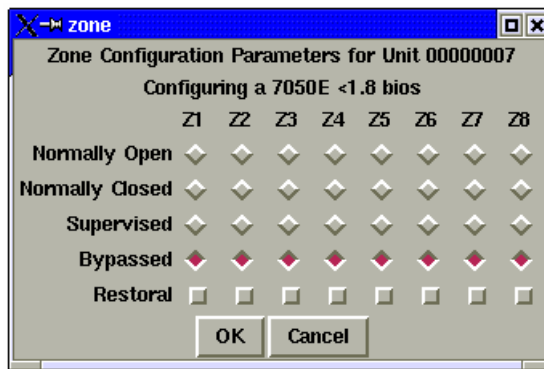 zone
Zone Configuration Parameters for Unit 00000007
Configuring a 7050E <1.8 bios
Z1 Z2 Z3 Z4 Z5 Z6 Z7 Z8
Normally Open
Normally Closed
Supervised
Bypassed
Restoral
OK Cancel